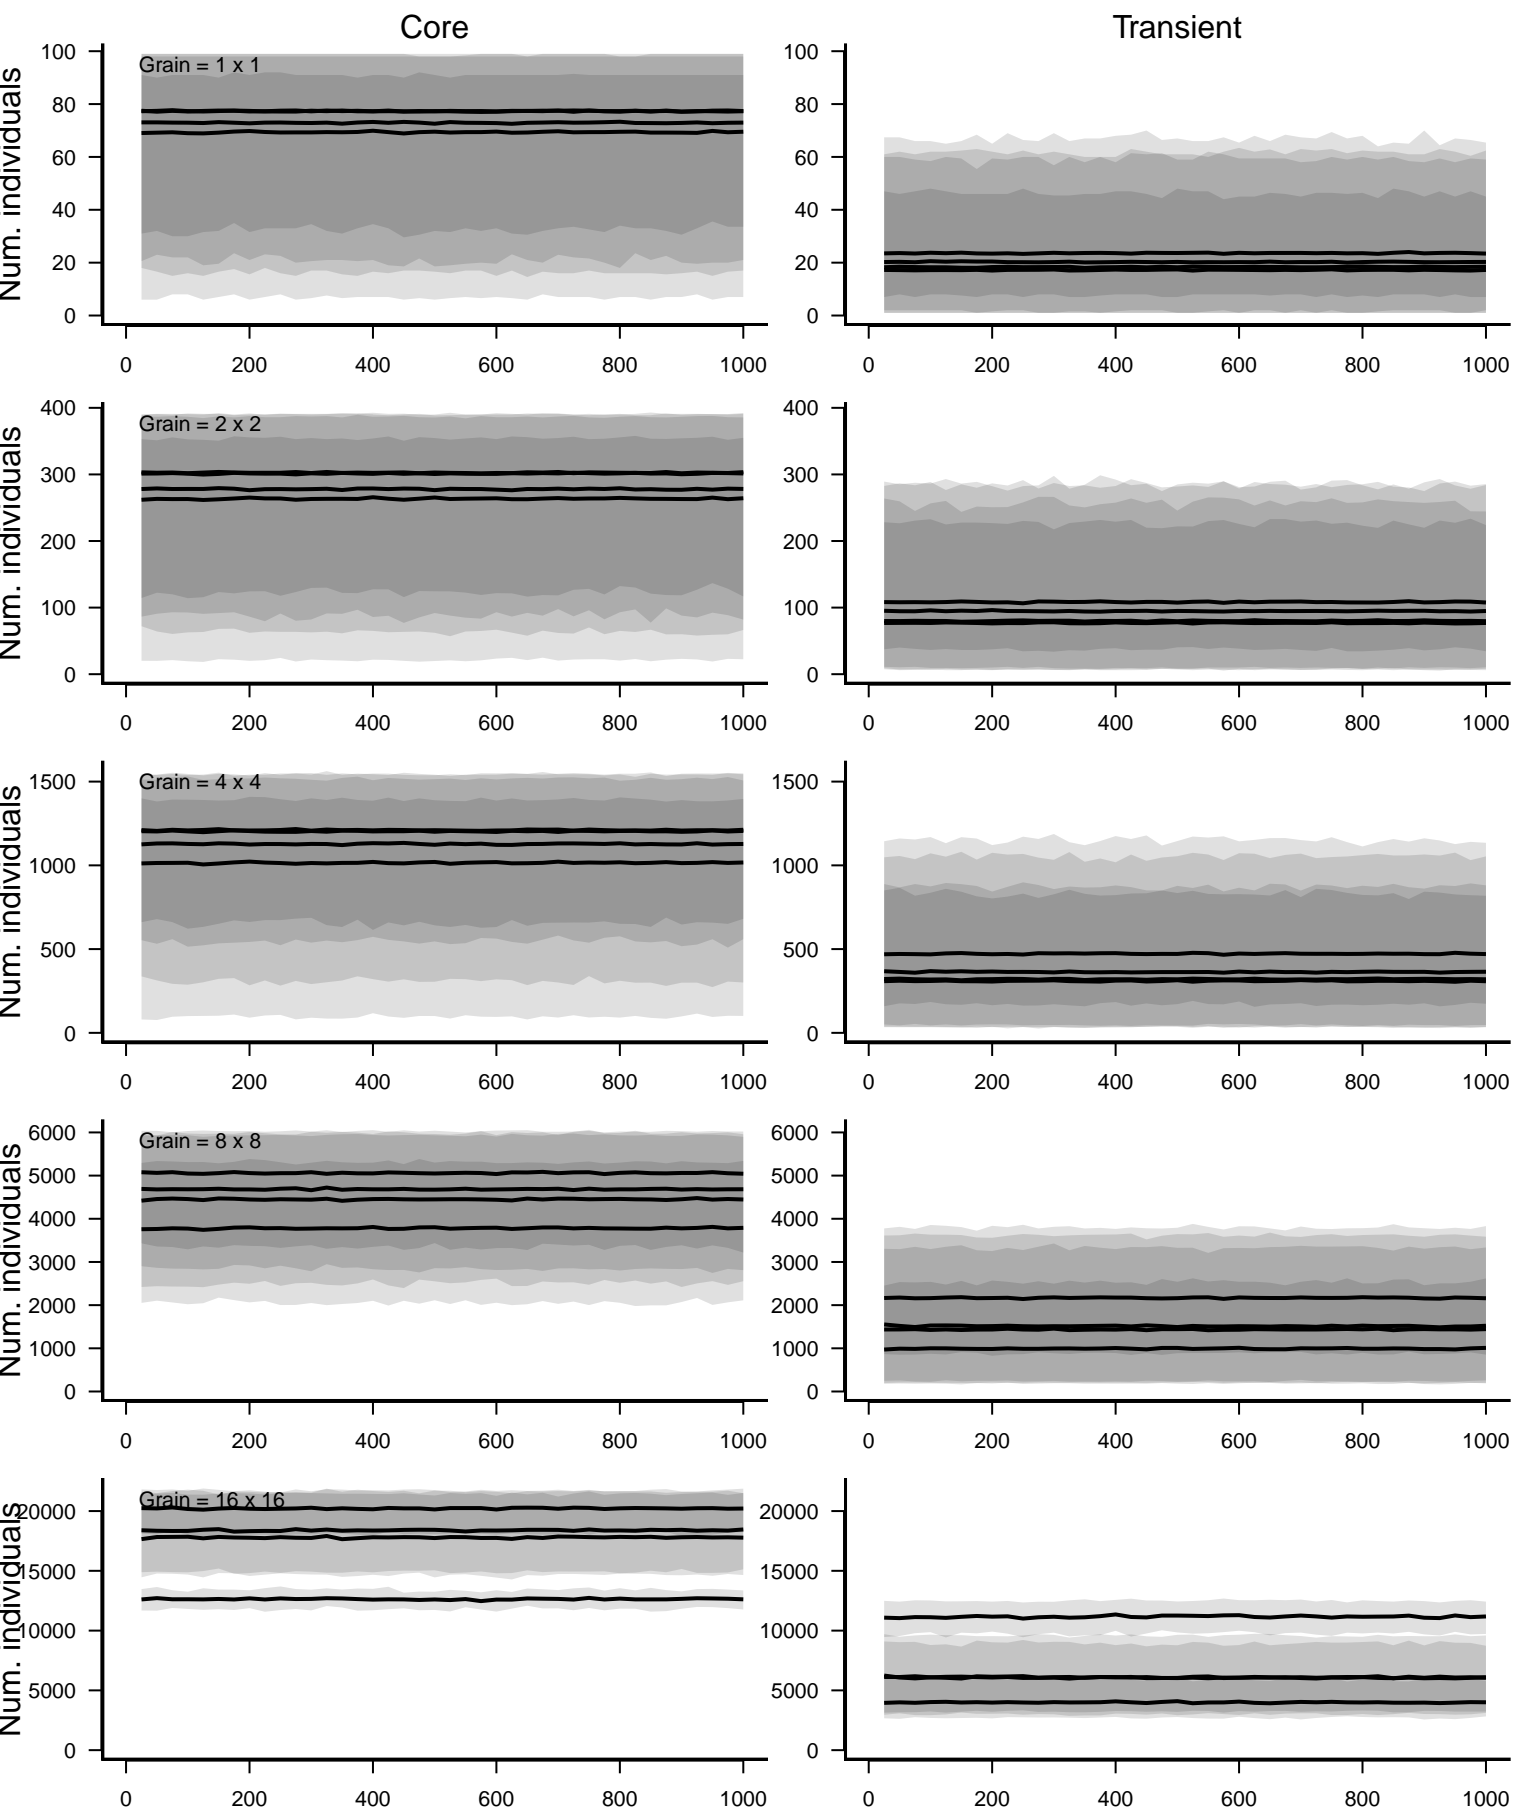 Core Transient
Num. individuals
100 80 60 40 20 0
Grain = 1 x 1
0 200 400 600 800 1000
100 80 60 40 20 0
0 200 400 600 800 1000
Num. individuals
400 300 200 100 0
Grain = 2 x 2
0 200 400 600 800 1000
400 300 200 100 0
0 200 400 600 800 1000
Num. individuals
1500 1000 500 0
Grain = 4 x 4
0 200 400 600 800 1000
1500 1000 500 0
0 200 400 600 800 1000
Num. individuals
6000 5000 4000 3000 2000 1000 0
Grain = 8 x 8
0 200 400 600 800 1000
6000 5000 4000 3000 2000 1000 0
0 200 400 600 800 1000
Num. individuals
20000 15000 10000 5000 0
Grain = 16 x 16
0 200 400 600 800 1000
20000 15000 10000 5000 0
0 200 400 600 800 1000